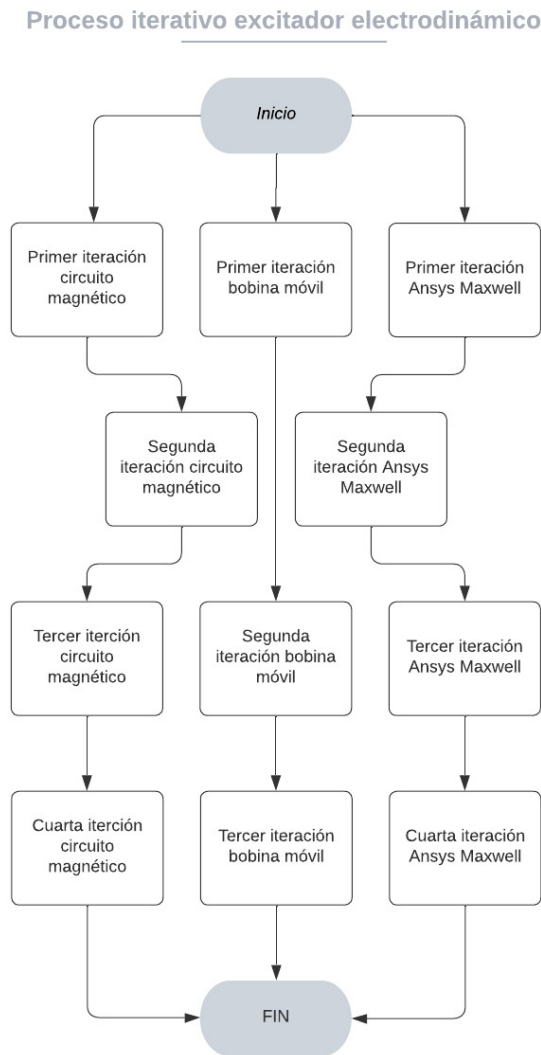 Proceso iterativo excitador electrodinámico
Inicio
Primer iteración
circuito
magnético
Primer iteración
bobina móvil
Primer iteración
Ansys Maxwell
Segunda
iteración circuito
magnético
Segunda
iteración Ansys
Maxwell
Tercer iterción
circuito
magnético
Segunda
iteración bobina
móvil
Tercer iteración
Ansys Maxwell
Cuarta iterción
circuito
magnético
Tercer iteración
bobina móvil
Cuarta iteración
Ansys Maxwell
FIN